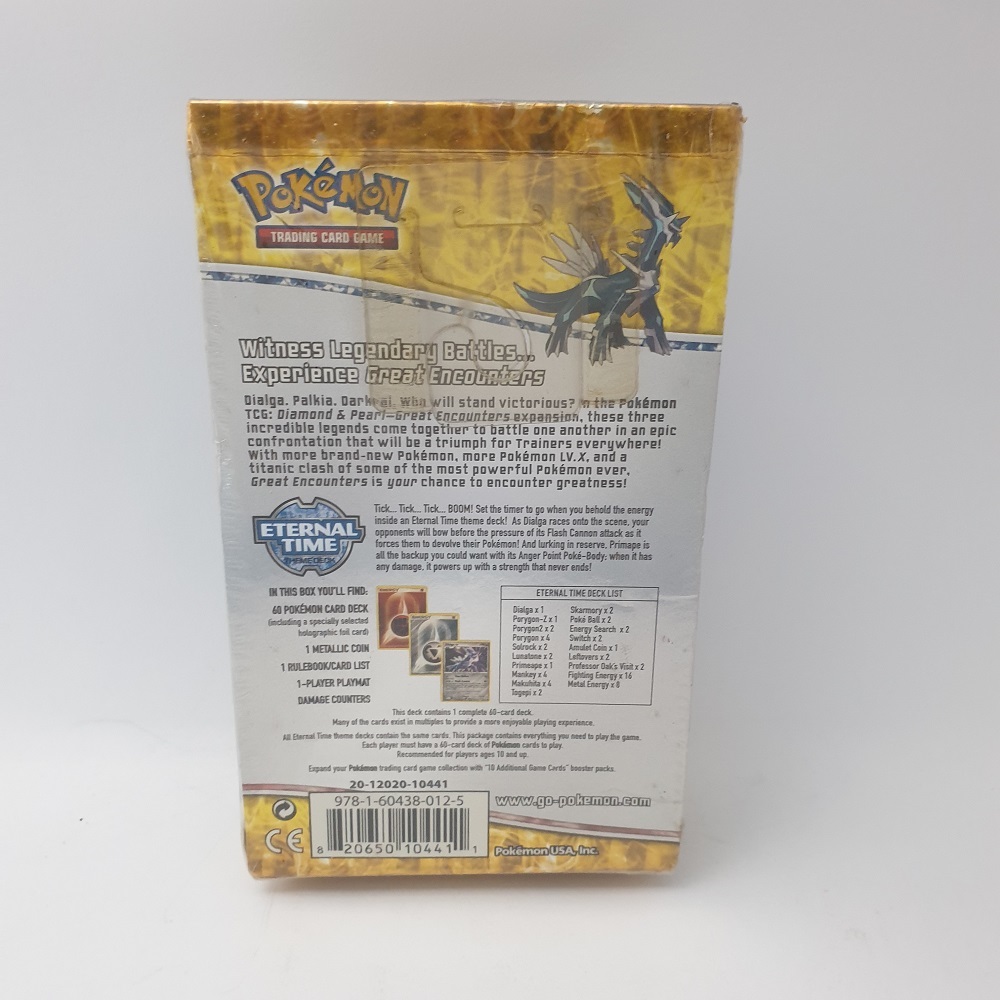 POKéMON
TRADING CARD GAME
Witness Legendary Battles...
Experience Great Encounters
Dialga. Palkia. Darkrai. Who will stand victorious? In the Pokémon
TCG: Diamond & Pearl—Great Encounters expansion, these three
incredible legends come together to battle one another in an epic
confrontation that will be a triumph for Trainers everywhere!
With more brand-new Pokémon, more Pokémon LV.X, and a
titanic clash of some of the most powerful Pokémon ever,
Great Encounters is your chance to encounter greatness!
ETERNAL
TIME
THEME DECK
Tick... Tick... Tick... BOOM! Set the timer to go when you behold the energy
inside an Eternal Time theme deck! As Dialga races onto the scene, your
opponents will bow before the pressure of its Flash Cannon attack as it
forces them to devolve their Pokémon! And lurking in reserve, Primape is
all the backup you could want with its Anger Point Poké-Body: when it has
any damage, it powers up with a strength that never ends!
IN THIS BOX YOU'LL FIND:
60 POKÉMON CARD DECK
(including a specially selected
holographic foil card)
1 METALLIC COIN
1 RULEBOOK/CARD LIST
1-PLAYER PLAYMAT
DAMAGE COUNTERS
ETERNAL TIME DECK LIST
Dialga x 1
Porygon-Z x 1
Porygon2 x 2
Porygon x 4
Solrock x 2
Lunatone x 2
Primeape x 1
Mankey x 4
Makuhita x 4
Togepi x 2
Skarmory x 2
Poké Ball x 2
Energy Search x 2
Switch x 2
Amulet Coin x 1
Leftovers x 2
Professor Oak's Visit x 2
Fighting Energy x 16
Metal Energy x 8
This deck contains 1 complete 60-card deck.
Many of the cards exist in multiples to provide a more enjoyable playing experience.
All Eternal Time theme decks contain the same cards. This package contains everything you need to play the game.
Each player must have a 60-card deck of Pokémon cards to play.
Recommended for players ages 10 and up.
Expand your Pokémon trading card game collection with "10 Additional Game Cards" booster packs.
20-12020-10441
978-1-60438-012-5
8 20650 10441 1
CE
www.go-pokemon.com
Pokémon USA, Inc.